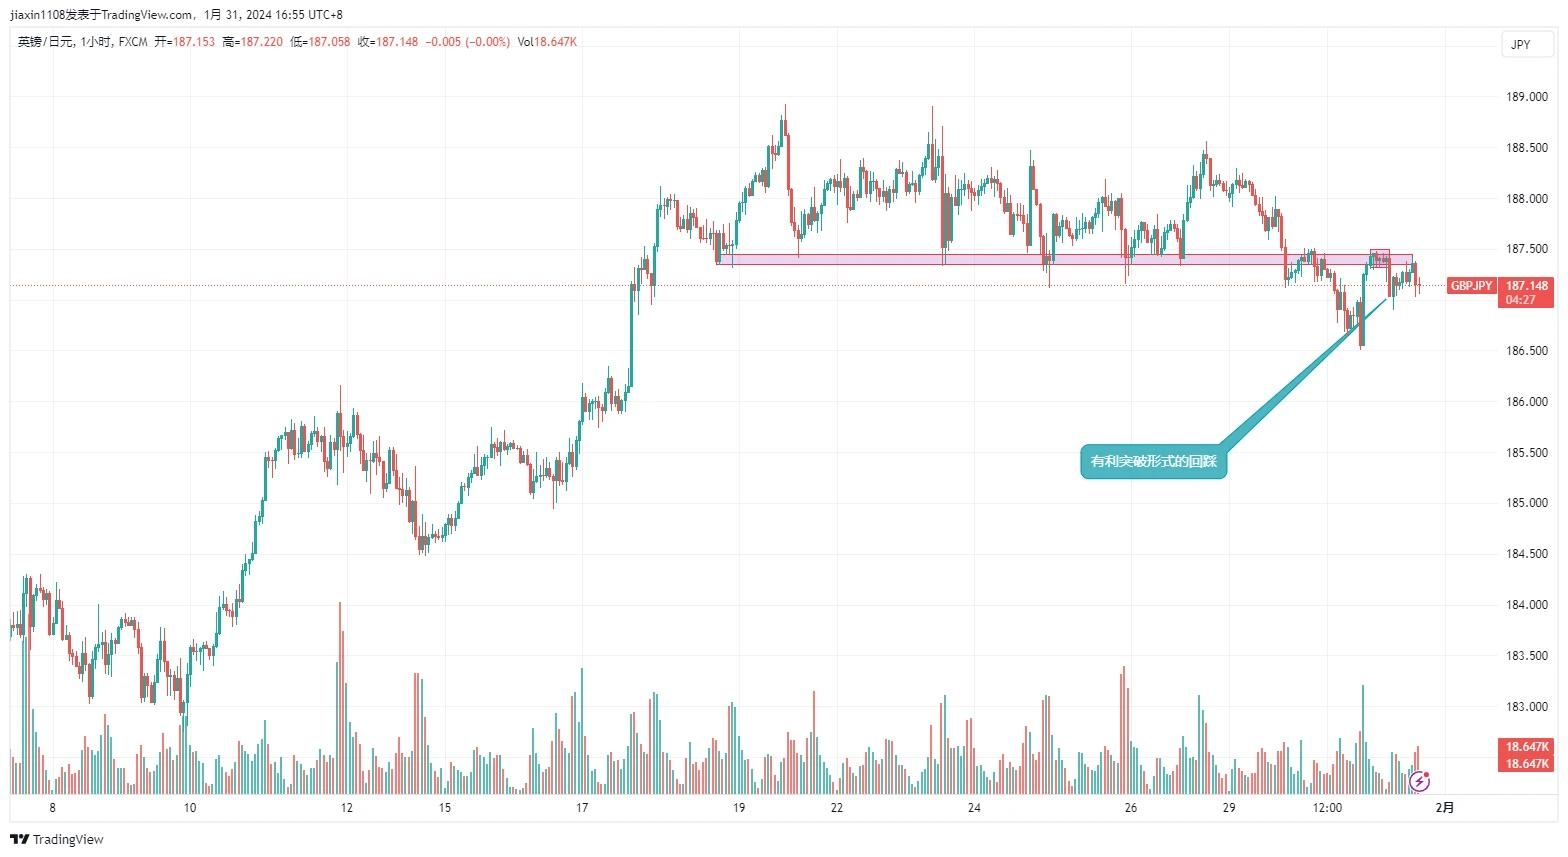 jiaxin1108发表于TradingView.com, 1月 31, 2024 16:55 UTC+8
英镑/日元, 1小时, FXCM 开=187.153 高=187.220 低=187.058 收=187.148 −0.005 (−0.00%) Vol18.647K
JPY
189.000
188.500
188.000
187.500
GBPJPY 187.148
04:27
186.500
186.000
有利突破形式的回踩
185.500
185.000
184.500
184.000
183.500
183.000
18.647K
18.647K
8 10 12 15 17 19 22 24 26 29 12:00 2月
TradingView